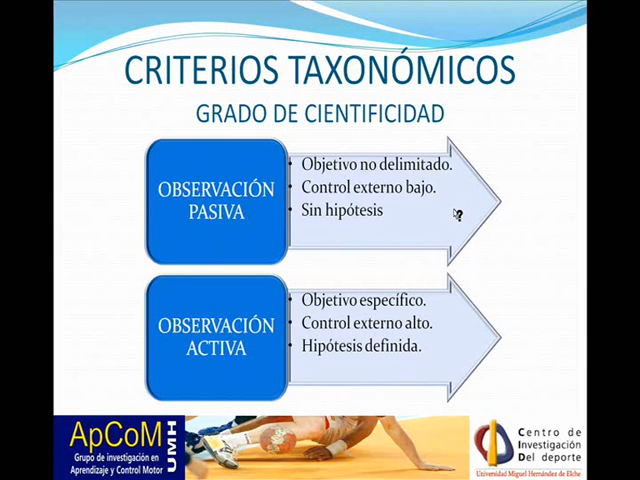 CRITERIOS TAXONÓMICOS
GRADO DE CIENTIFICIDAD
OBSERVACIÓN
PASIVA
• Objetivo no delimitado.
• Control externo bajo.
• Sin hipótesis
OBSERVACIÓN
ACTIVA
• Objetivo específico.
• Control externo alto.
• Hipótesis definida.
ApCoM
UMH
Grupo de investigación en
Aprendizaje y Control Motor
Centro de
Investigación
Del deporte
Universidad Miguel Hernández de Elche